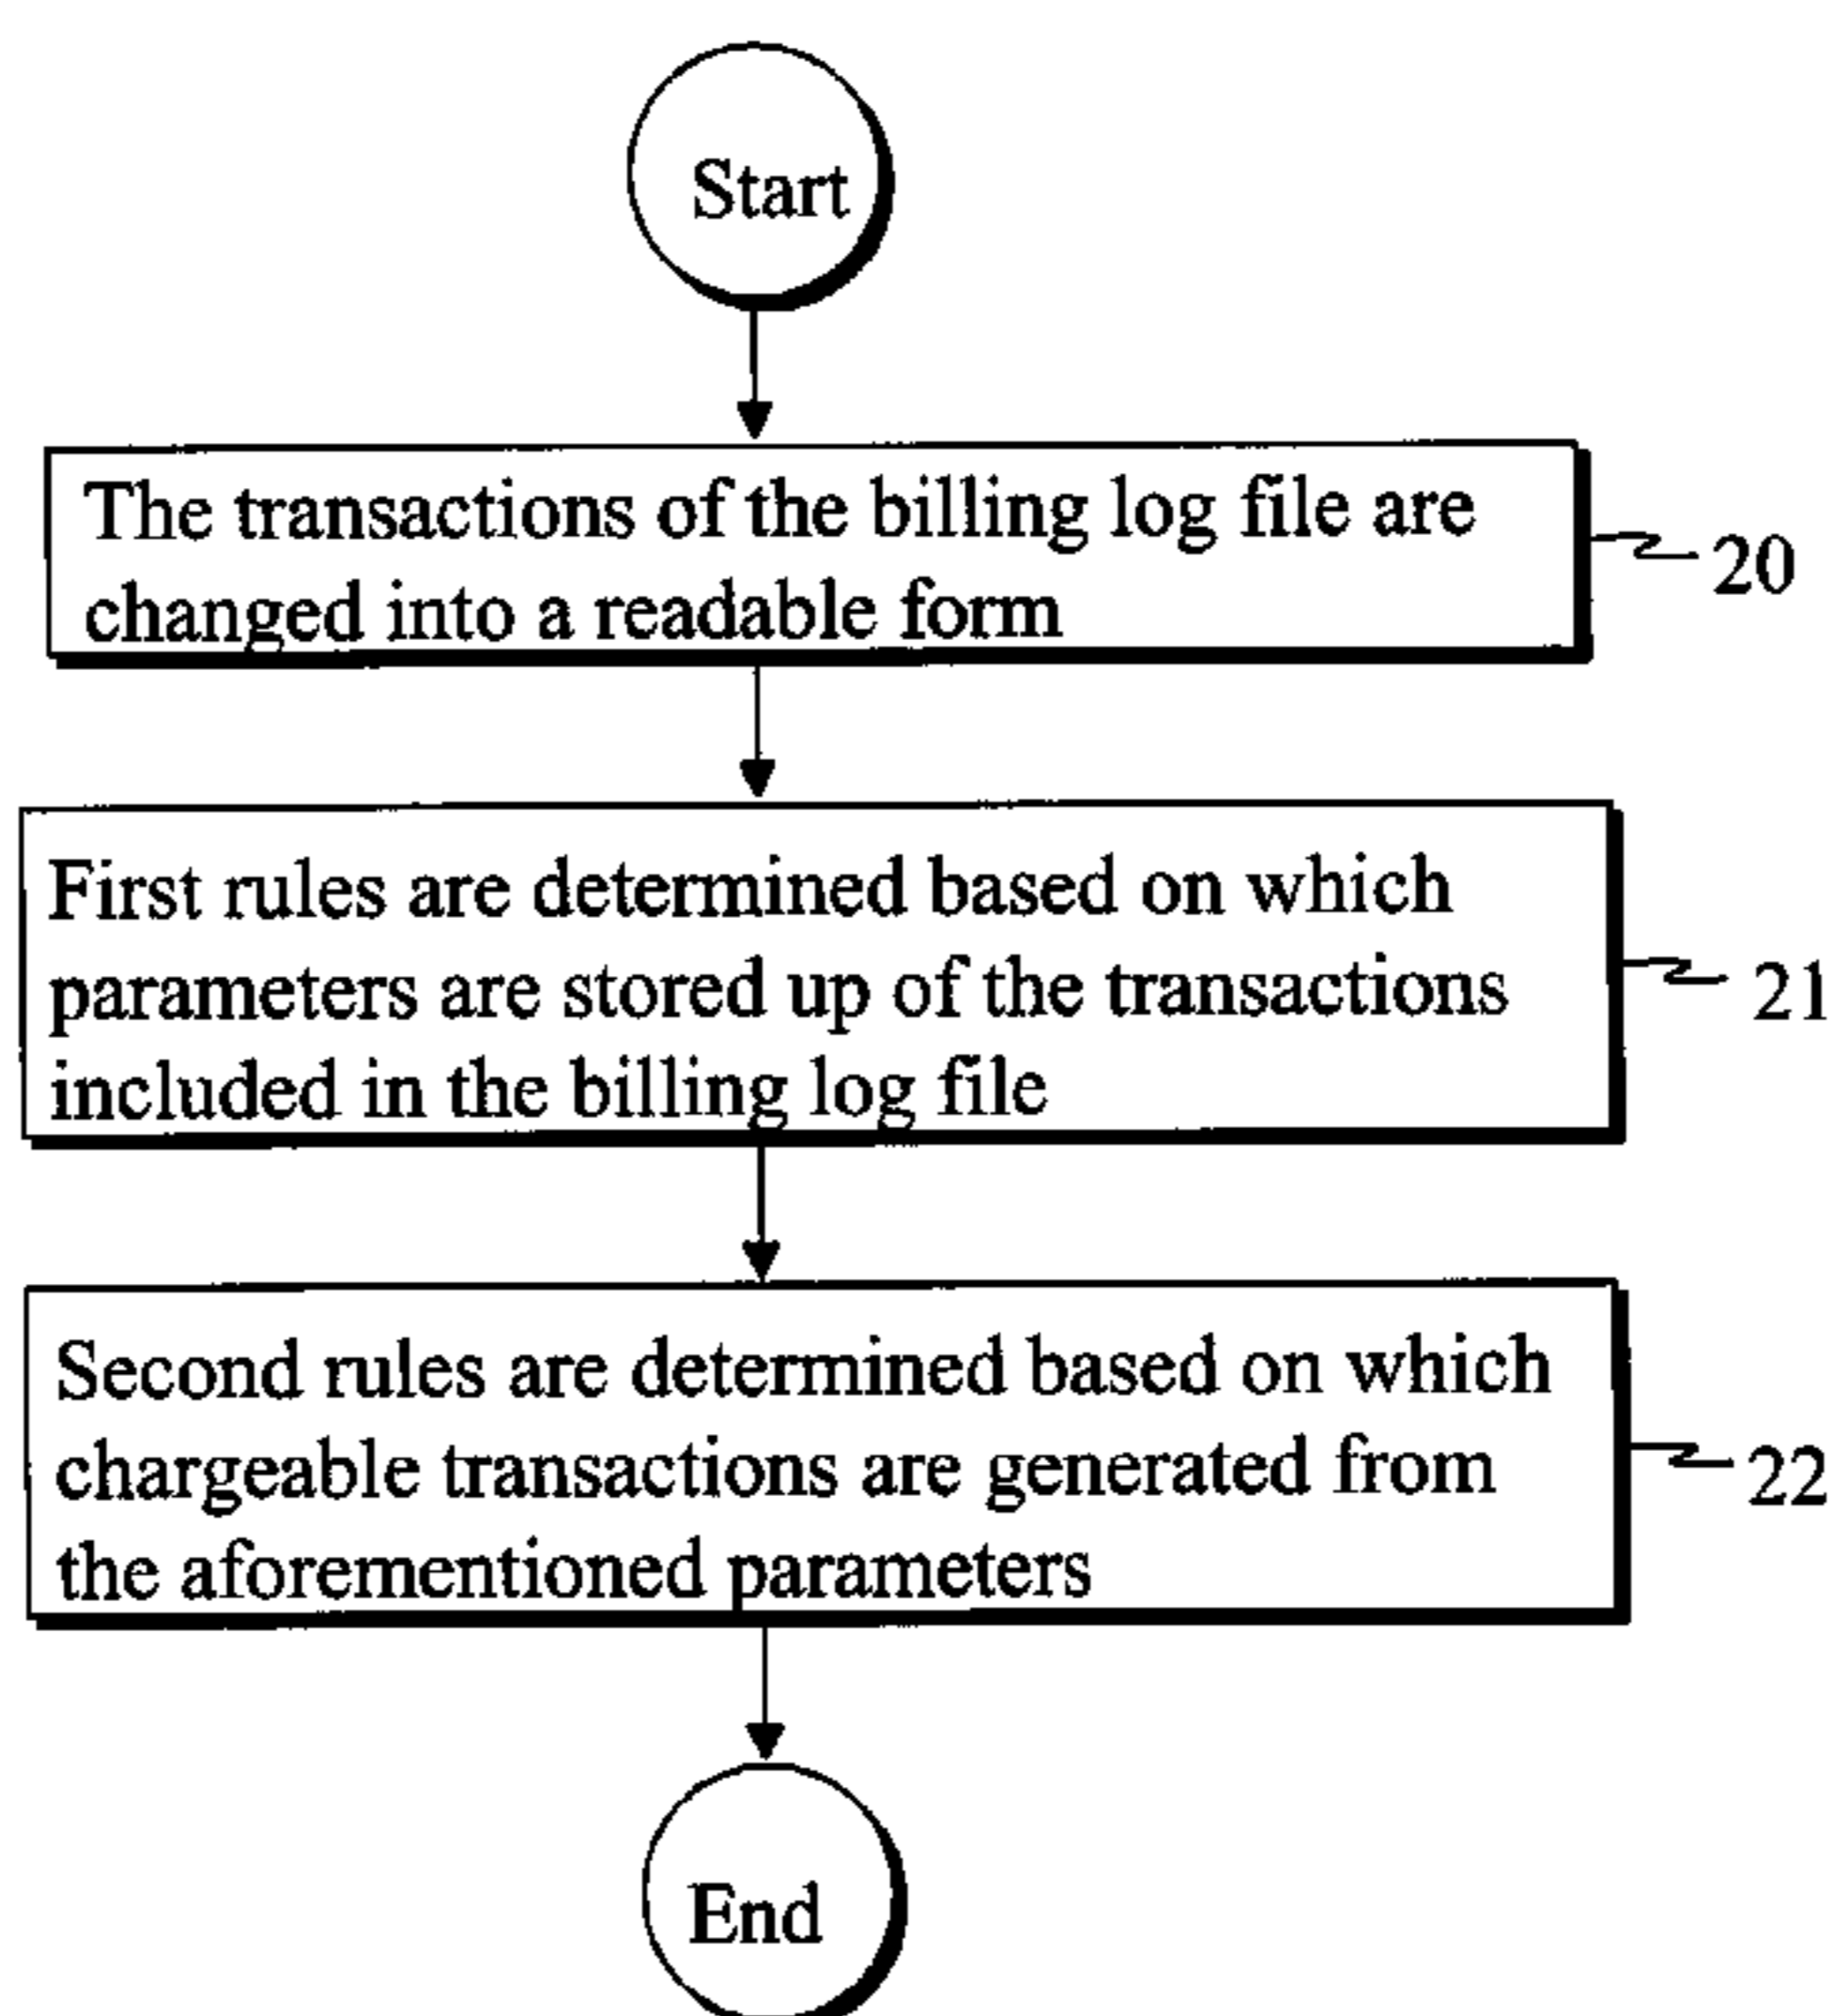 Start
The transactions of the billing log file are
changed into a readable form
20
First rules are determined based on which
parameters are stored up of the transactions
included in the billing log file
21
Second rules are determined based on which
chargeable transactions are generated from
the aforementioned parameters
22
End